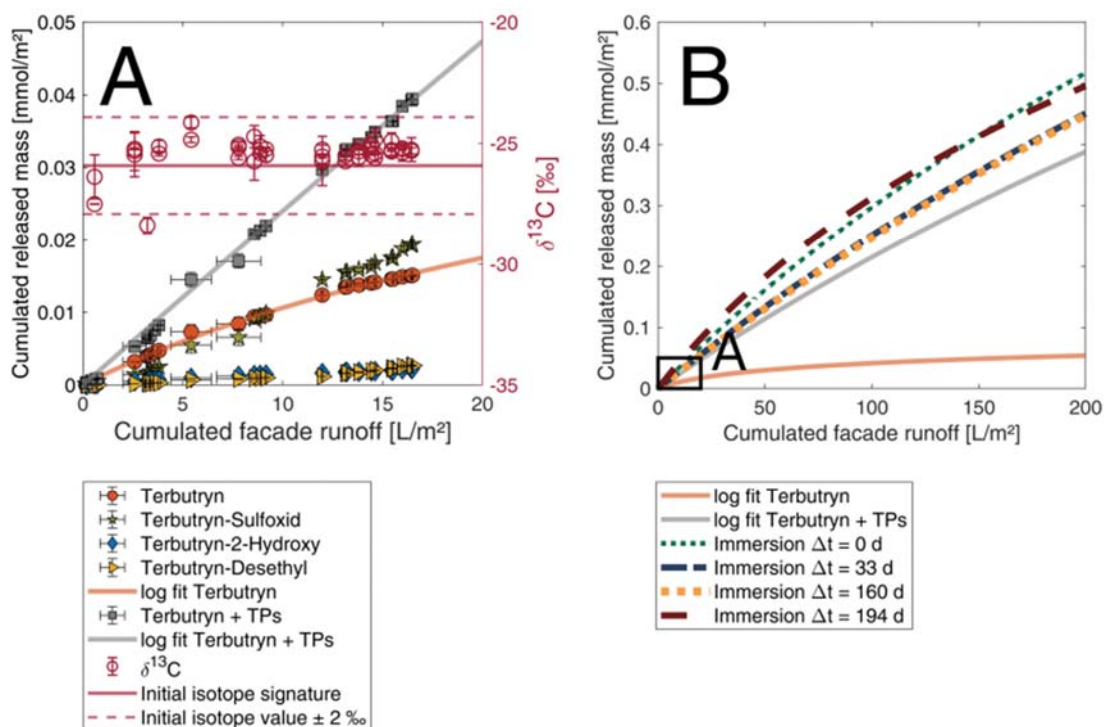 A
Cumulated released mass [mmol/m²]
0.05
0.04
0.03
0.02
0.01
0
-20
-25
-30
-35
δ¹³C [‰]
0 5 10 15 20
Cumulated facade runoff [L/m²]
Terbutryn
Terbutryn-Sulfoxid
Terbutryn-2-Hydroxy
Terbutryn-Desethyl
log fit Terbutryn
Terbutryn + TPs
log fit Terbutryn + TPs
δ¹³C
Initial isotope signature
Initial isotope value ± 2 ‰
B
Cumulated released mass [mmol/m²]
0.6
0.5
0.4
0.3
0.2
0.1
0
A
0 50 100 150 200
Cumulated facade runoff [L/m²]
log fit Terbutryn
log fit Terbutryn + TPs
Immersion Δt = 0 d
Immersion Δt = 33 d
Immersion Δt = 160 d
Immersion Δt = 194 d